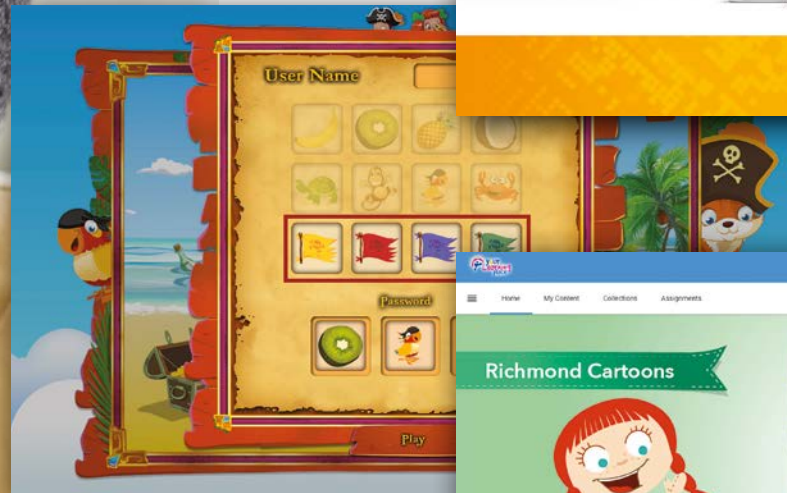 User Name
Password
Play
Home My Content Collections Assignments
Richmond Cartoons